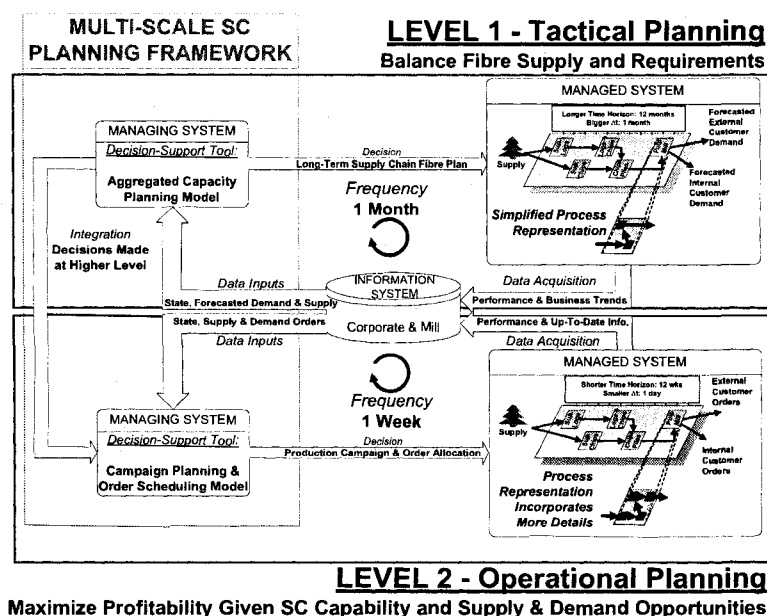 MULTI-SCALE SC
PLANNING FRAMEWORK
LEVEL 1 - Tactical Planning
Balance Fibre Supply and Requirements
MANAGED SYSTEM
Longer Time Horizon: 12 months
Bigger Δt: 1 month
Supply
Forecasted
External
Customer
Demand
Forecasted
Internal
Customer
Demand
Simplified Process
Representation
MANAGING SYSTEM
Decision-Support Tool:
Aggregated Capacity
Planning Model
Decision
Long-Term Supply Chain Fibre Plan
Frequency
1 Month
Integration
Decisions Made
at Higher Level
Data Inputs
State, Forecasted Demand & Supply
State, Supply & Demand Orders
Data Inputs
INFORMATION
SYSTEM
Corporate & Mill
Data Acquisition
Performance & Business Trends
Performance & Up-To-Date Info.
Data Acquisition
Frequency
1 Week
MANAGING SYSTEM
Decision-Support Tool:
Campaign Planning &
Order Scheduling Model
Decision
Production Campaign & Order Allocation
MANAGED SYSTEM
Shorter Time Horizon: 12 wks
Smaller Δt: 1 day
Supply
External
Customer
Orders
Internal
Customer
Orders
Process
Representation
Incorporates
More Details
LEVEL 2 - Operational Planning
Maximize Profitability Given SC Capability and Supply & Demand Opportunities